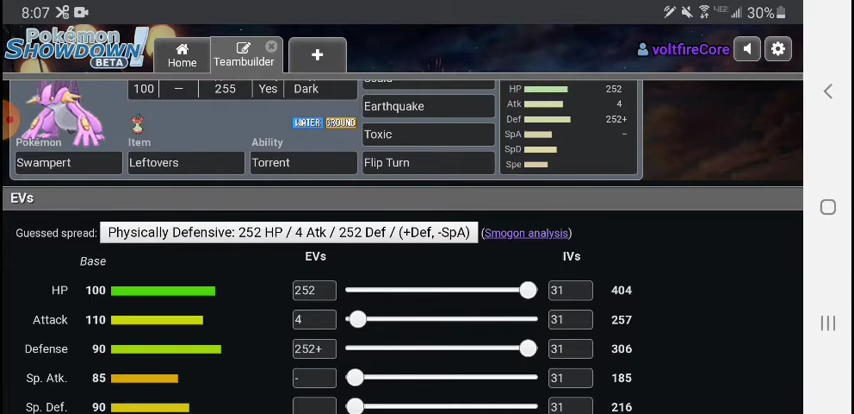 8:07
4G
30%
Pokémon
SHOWDOWN!
BETA
Home
Teambuilder
+
voltfireCore
100 — 255 Yes Dark
Earthquake
Toxic
Flip Turn
WATER GROUND
Pokémon Item Ability
Swampert Leftovers Torrent
HP 252
Atk 4
Def 252+
SpA –
SpD
Spe
EVs
Guessed spread: Physically Defensive: 252 HP / 4 Atk / 252 Def / (+Def, -SpA) (Smogon analysis)
Base EVs IVs
HP 100 252 31 404
Attack 110 4 31 257
Defense 90 252+ 31 306
Sp. Atk. 85 - 31 185
Sp. Def. 90 31 216